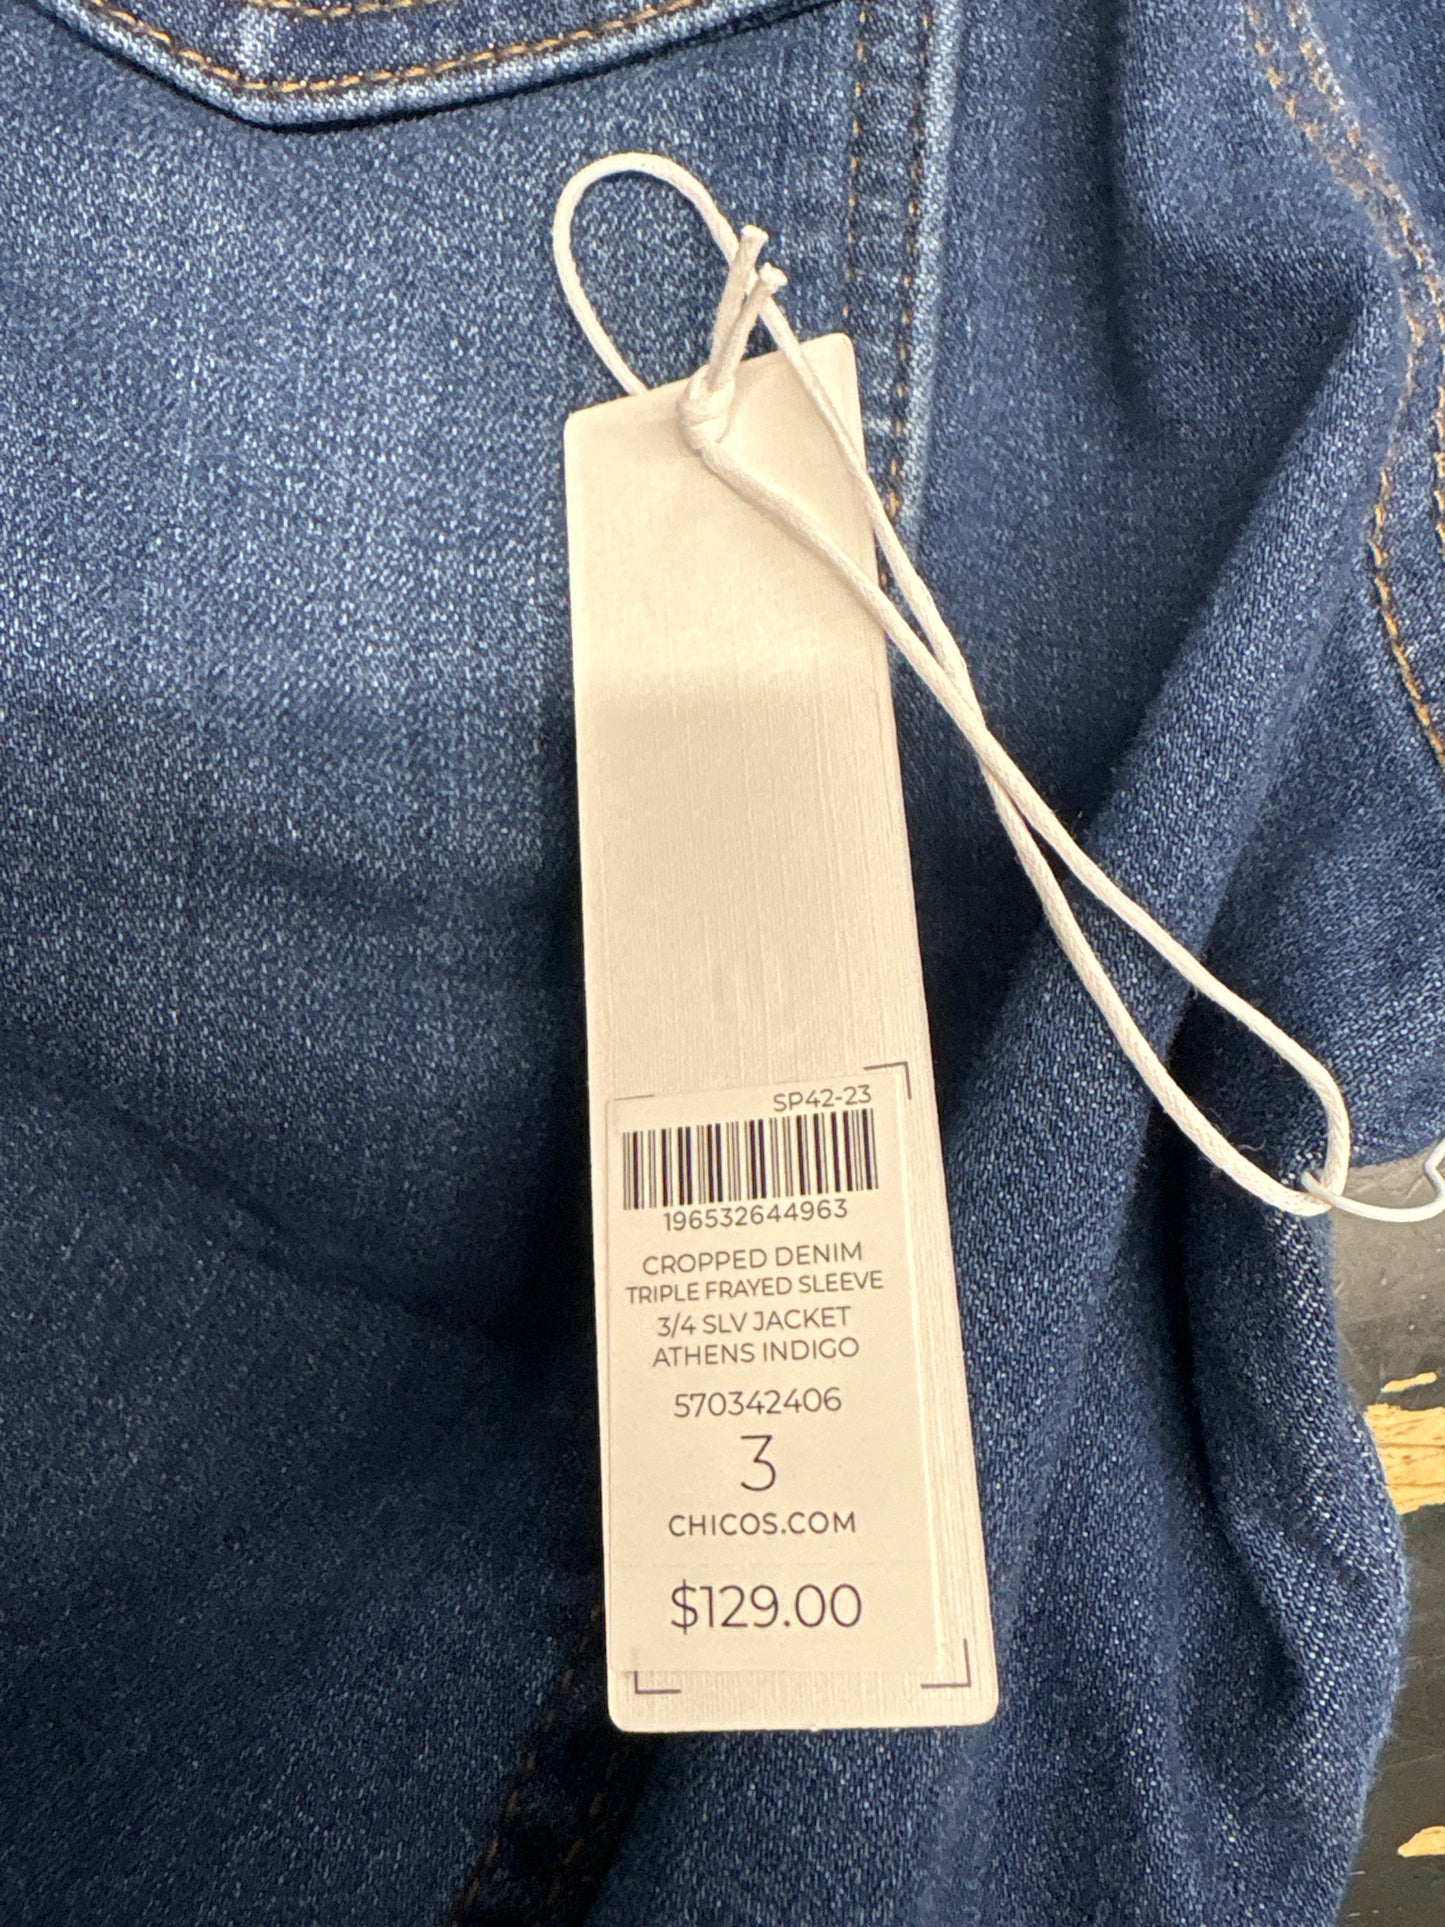 SP42-23
196532644963
CROPPED DENIM
TRIPLE FRAYED SLEEVE
3/4 SLV JACKET
ATHENS INDIGO
570342406
3
CHICOS.COM
$129.00